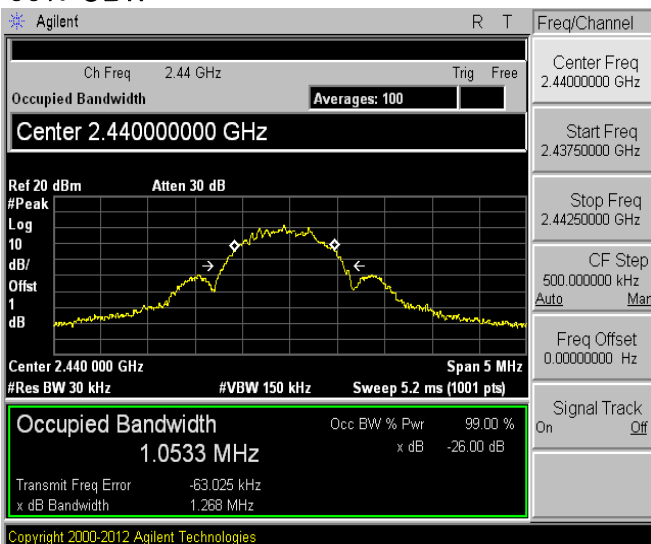 Agilent R T
Freq/Channel
Ch Freq 2.44 GHz Trig Free
Occupied Bandwidth Averages: 100
Center 2.440000000 GHz
Ref 20 dBm Atten 30 dB
#Peak
Log
10
dB/
Offst
1
dB
Center 2.440 000 GHz Span 5 MHz
#Res BW 30 kHz #VBW 150 kHz Sweep 5.2 ms (1001 pts)
Occupied Bandwidth Occ BW % Pwr 99.00 %
1.0533 MHz x dB -26.00 dB
Transmit Freq Error -63.025 kHz
x dB Bandwidth 1.268 MHz
Copyright 2000-2012 Agilent Technologies
Center Freq
2.44000000 GHz
Start Freq
2.43750000 GHz
Stop Freq
2.44250000 GHz
CF Step
500.000000 kHz
Auto Man
Freq Offset
0.00000000 Hz
Signal Track
On Off